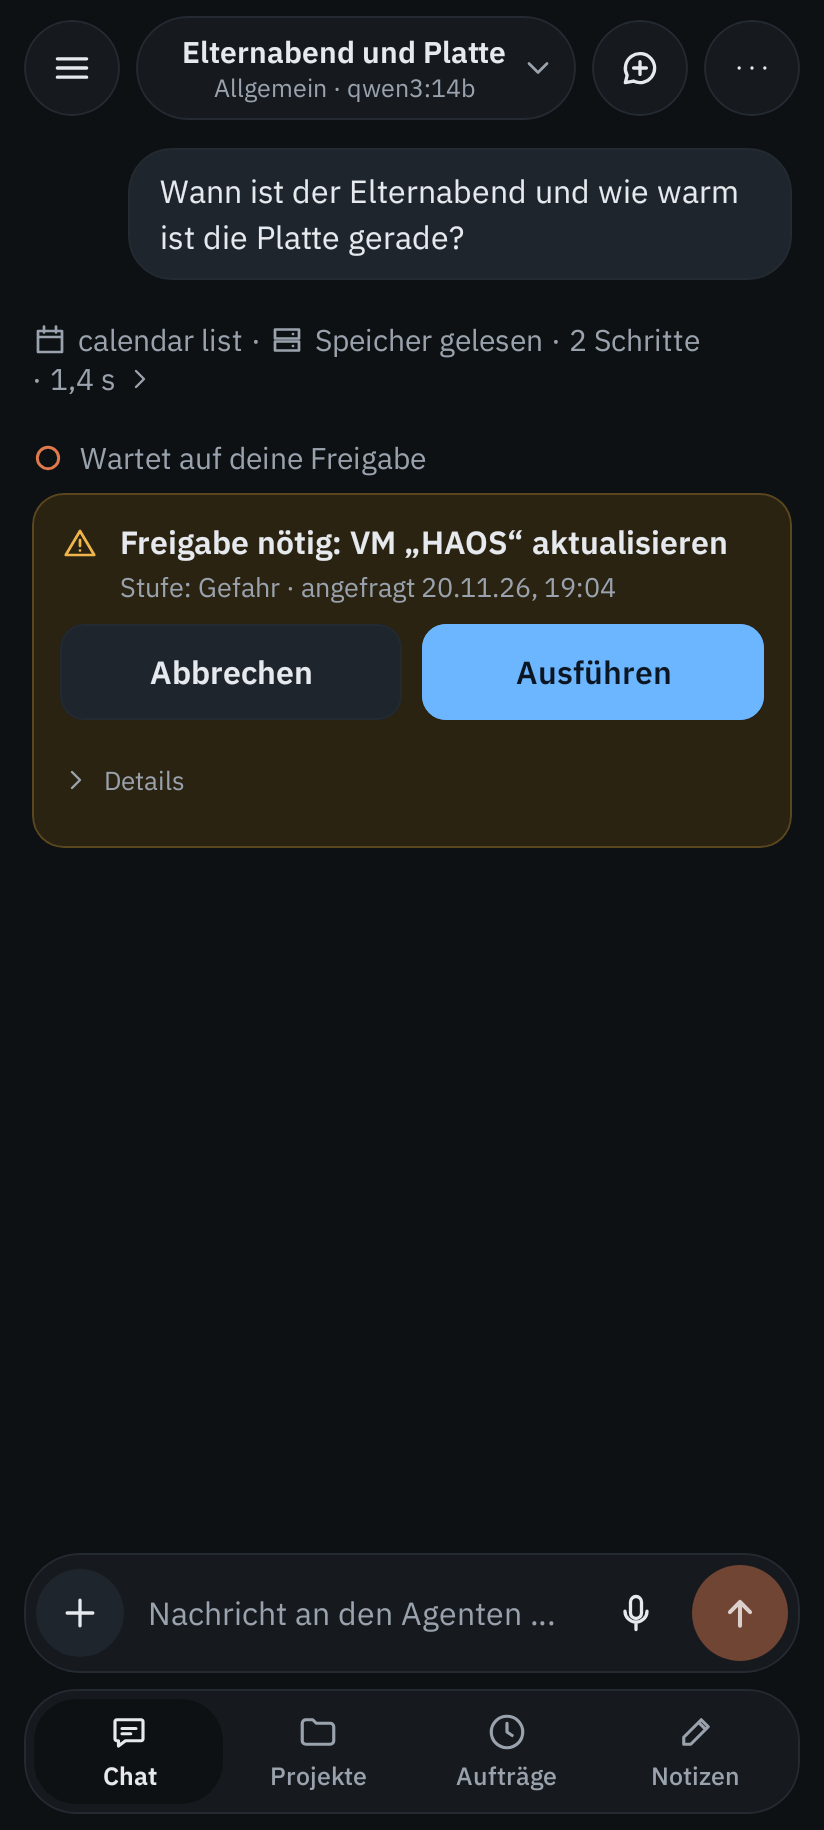 Elternabend und Platte
Allgemein · qwen3:14b
Wann ist der Elternabend und wie warm
ist die Platte gerade?
calendar list · Speicher gelesen · 2 Schritte
· 1,4 s
Wartet auf deine Freigabe
Freigabe nötig: VM „HAOS“ aktualisieren
Stufe: Gefahr · angefragt 20.11.26, 19:04
Abbrechen
Ausführen
Details
Nachricht an den Agenten ...
Chat
Projekte
Aufträge
Notizen